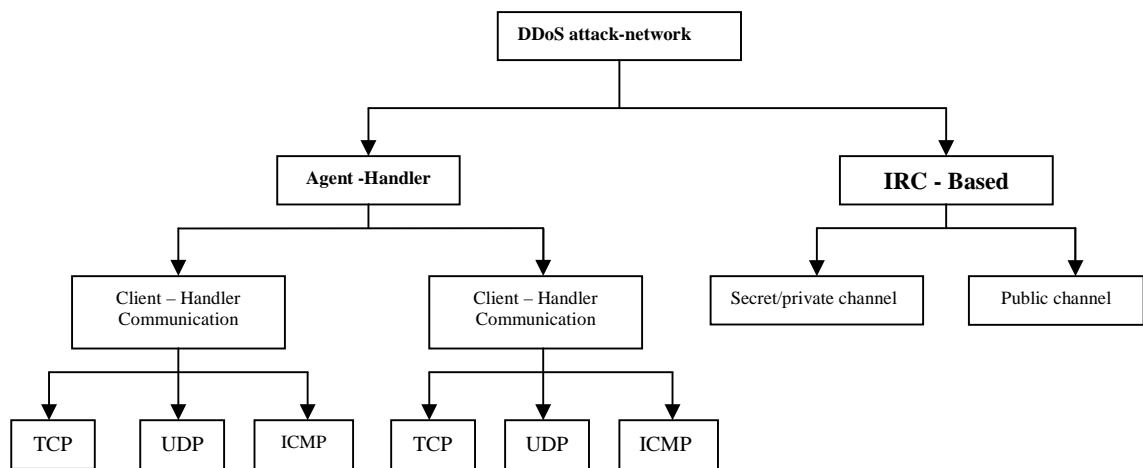 DDoS attack-network
Agent -Handler
IRC - Based
Client – Handler
Communication
Client – Handler
Communication
Secret/private channel
Public channel
TCP
UDP
ICMP
TCP
UDP
ICMP